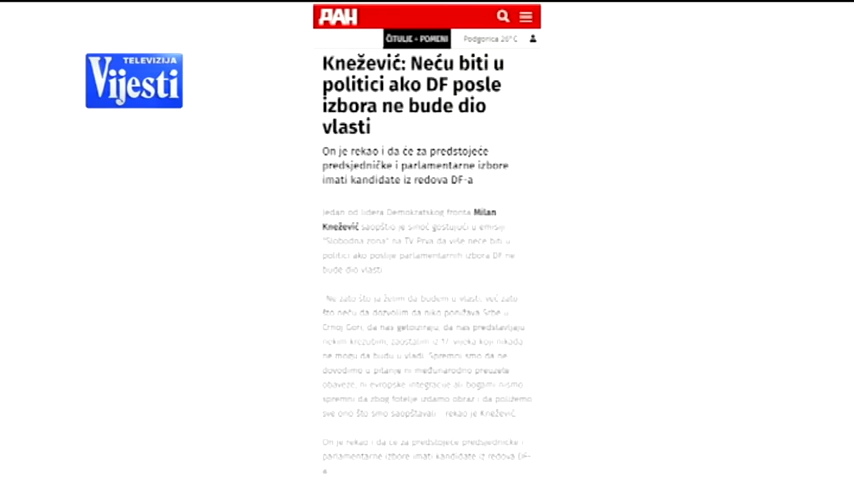 ДАН
ČITULJE - POMENI
Podgorica 20°C
TELEVIZIJA
Vijesti
Knežević: Neću biti u
politici ako DF posle
izbora ne bude dio
vlasti
On je rekao i da će za predstojeće
predsjedničke i parlamentarne izbore
imati kandidate iz redova DF-a
Jedan od lidera Demokratskog fronta Milan
Knežević saopštio je sinoć gostujući u emisiji
"Slobodna zona" na Tv Prva da više neće biti u
politici ako poslije parlamentarnih izbora DF ne
bude dio vlasti.
Ne zato što ja želim da budem u vlasti, već zato
što neću da dozvolim da niko ponižava Srbe u
Crnoj Gori, da nas getoiziraju, da nas predstavljaju
nekim krezubim, zaostalim iz 17. vijeka koji nikada
ne mogu da budu u vladi. Spremni smo da ne
dovodimo u pitanje ni međunarodno preuzete
obaveze, ni evropske integracije ali bogami nismo
spremni da zbog fotelje izdamo obraz i da pogazimo
sve ono što smo saopštavali - rekao je Knežević.
On je rekao i da će za predstojeće predsjedničke i
parlamentarne izbore imati kandidate iz redova DF-
a